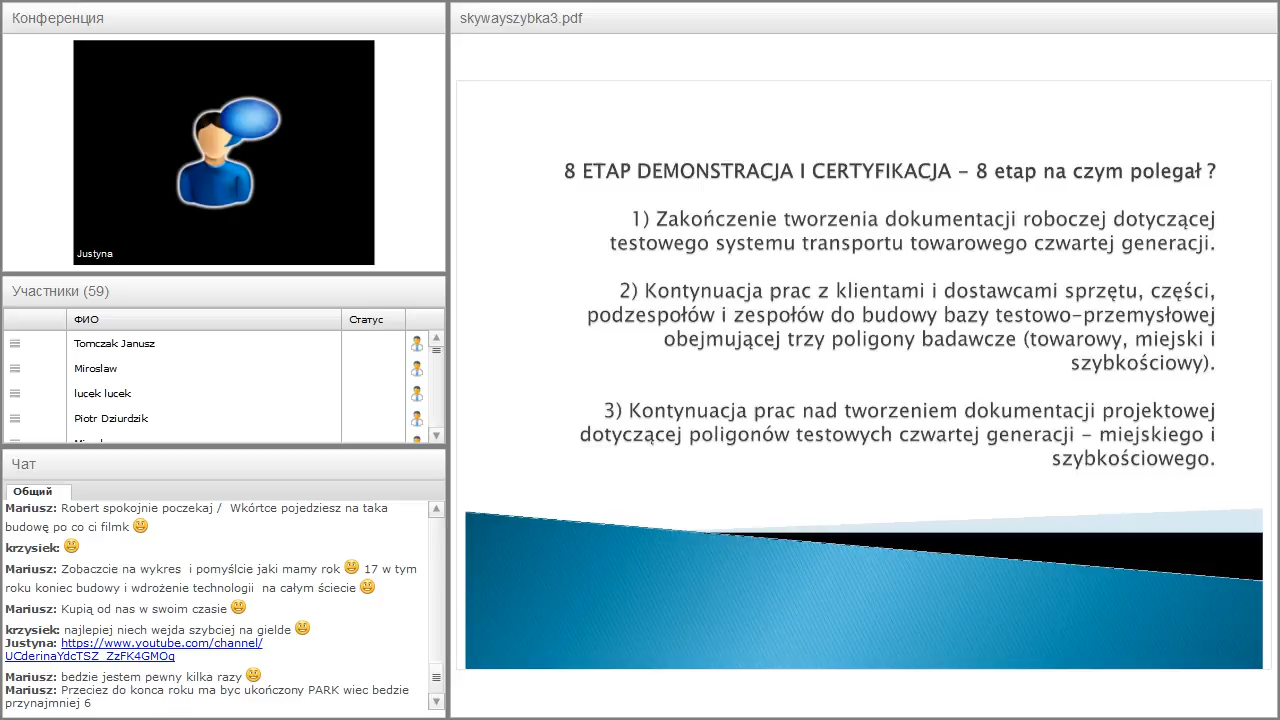 Конференция
Justyna
Участники (59)
ФИО
Статус
Tomczak Janusz
Miroslaw
lucek lucek
Piotr Dziurdzik
Чат
Общий
Mariusz: Robert spokojnie poczekaj / Wkórtce pojedziesz na taka
budowę po co ci filmk
krzysiek:
Mariusz: Zobaczcie na wykres i pomyślcie jaki mamy rok 17 w tym
roku koniec budowy i wdrożenie technologii na całym ściecie
Mariusz: Kupią od nas w swoim czasie
krzysiek: najlepiej niech wejda szybciej na gielde
Justyna: https://www.youtube.com/channel/
UCderinaYdcTSZ_ZzFK4GMOq
Mariusz: bedzie jestem pewny kilka razy
Mariusz: Przeciez do konca roku ma byc ukończony PARK wiec bedzie
przynajmniej 6
skywayszybka3.pdf
8 ETAP DEMONSTRACJA I CERTYFIKACJA - 8 etap na czym polegał ?
1) Zakończenie tworzenia dokumentacji roboczej dotyczącej
testowego systemu transportu towarowego czwartej generacji.
2) Kontynuacja prac z klientami i dostawcami sprzętu, części,
podzespołów i zespołów do budowy bazy testowo-przemysłowej
obejmującej trzy poligony badawcze (towarowy, miejski i
szybkościowy).
3) Kontynuacja prac nad tworzeniem dokumentacji projektowej
dotyczącej poligonów testowych czwartej generacji - miejskiego i
szybkościowego.